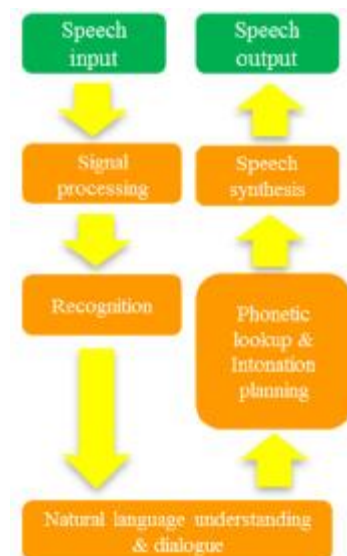 Speech
input
Speech
output
Signal
processing
Speech
synthesis
Recognition
Phonetic
lookup &
Intonation
planning
Natural language understanding
& dialogue